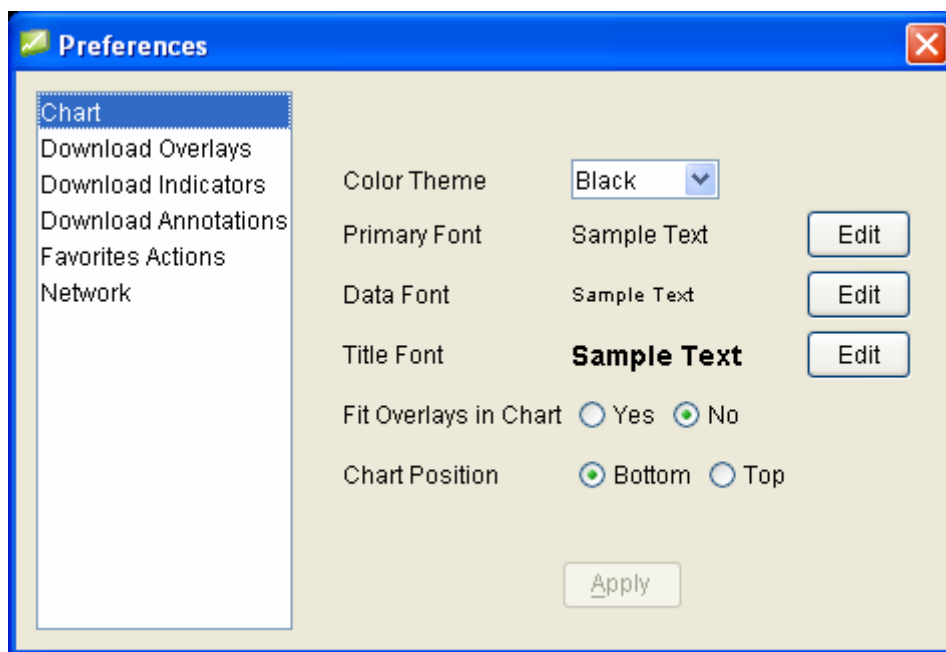 Preferences
Chart
Download Overlays
Download Indicators
Download Annotations
Favorites Actions
Network
Color Theme Black
Primary Font Sample Text Edit
Data Font Sample Text Edit
Title Font Sample Text Edit
Fit Overlays in Chart Yes No
Chart Position Bottom Top
Apply